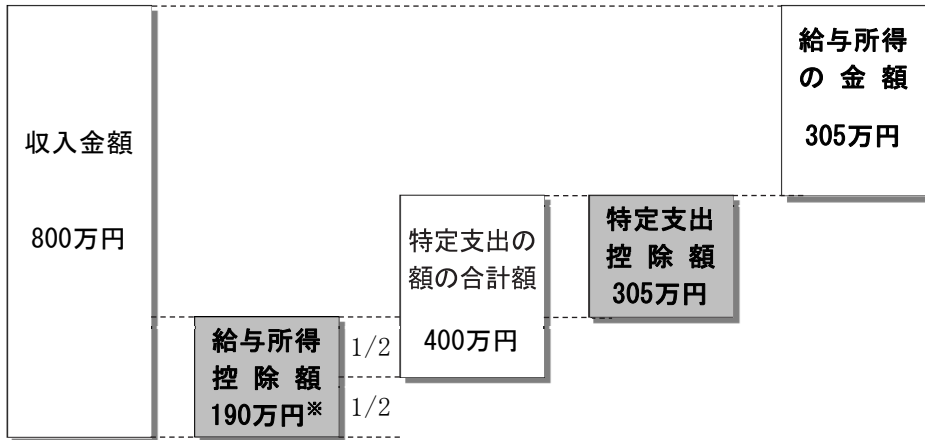 収入金額
800万円
給与所得
控除額
190万円※
1/2
1/2
特定支出の
額の合計額
400万円
特定支出
控除額
305万円
給与所得
の金額
305万円